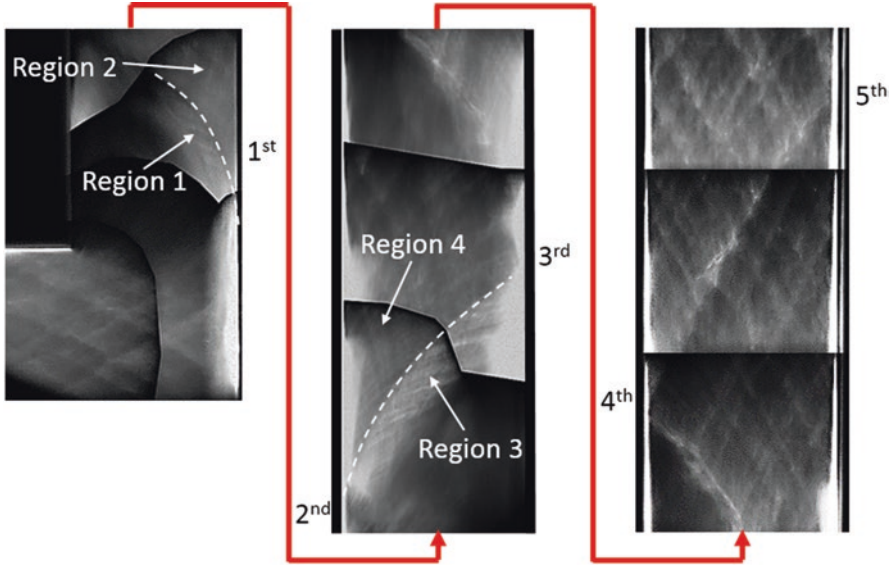 Region 2
Region 1
1st
Region 4
3rd
Region 3
2nd
5th
4th